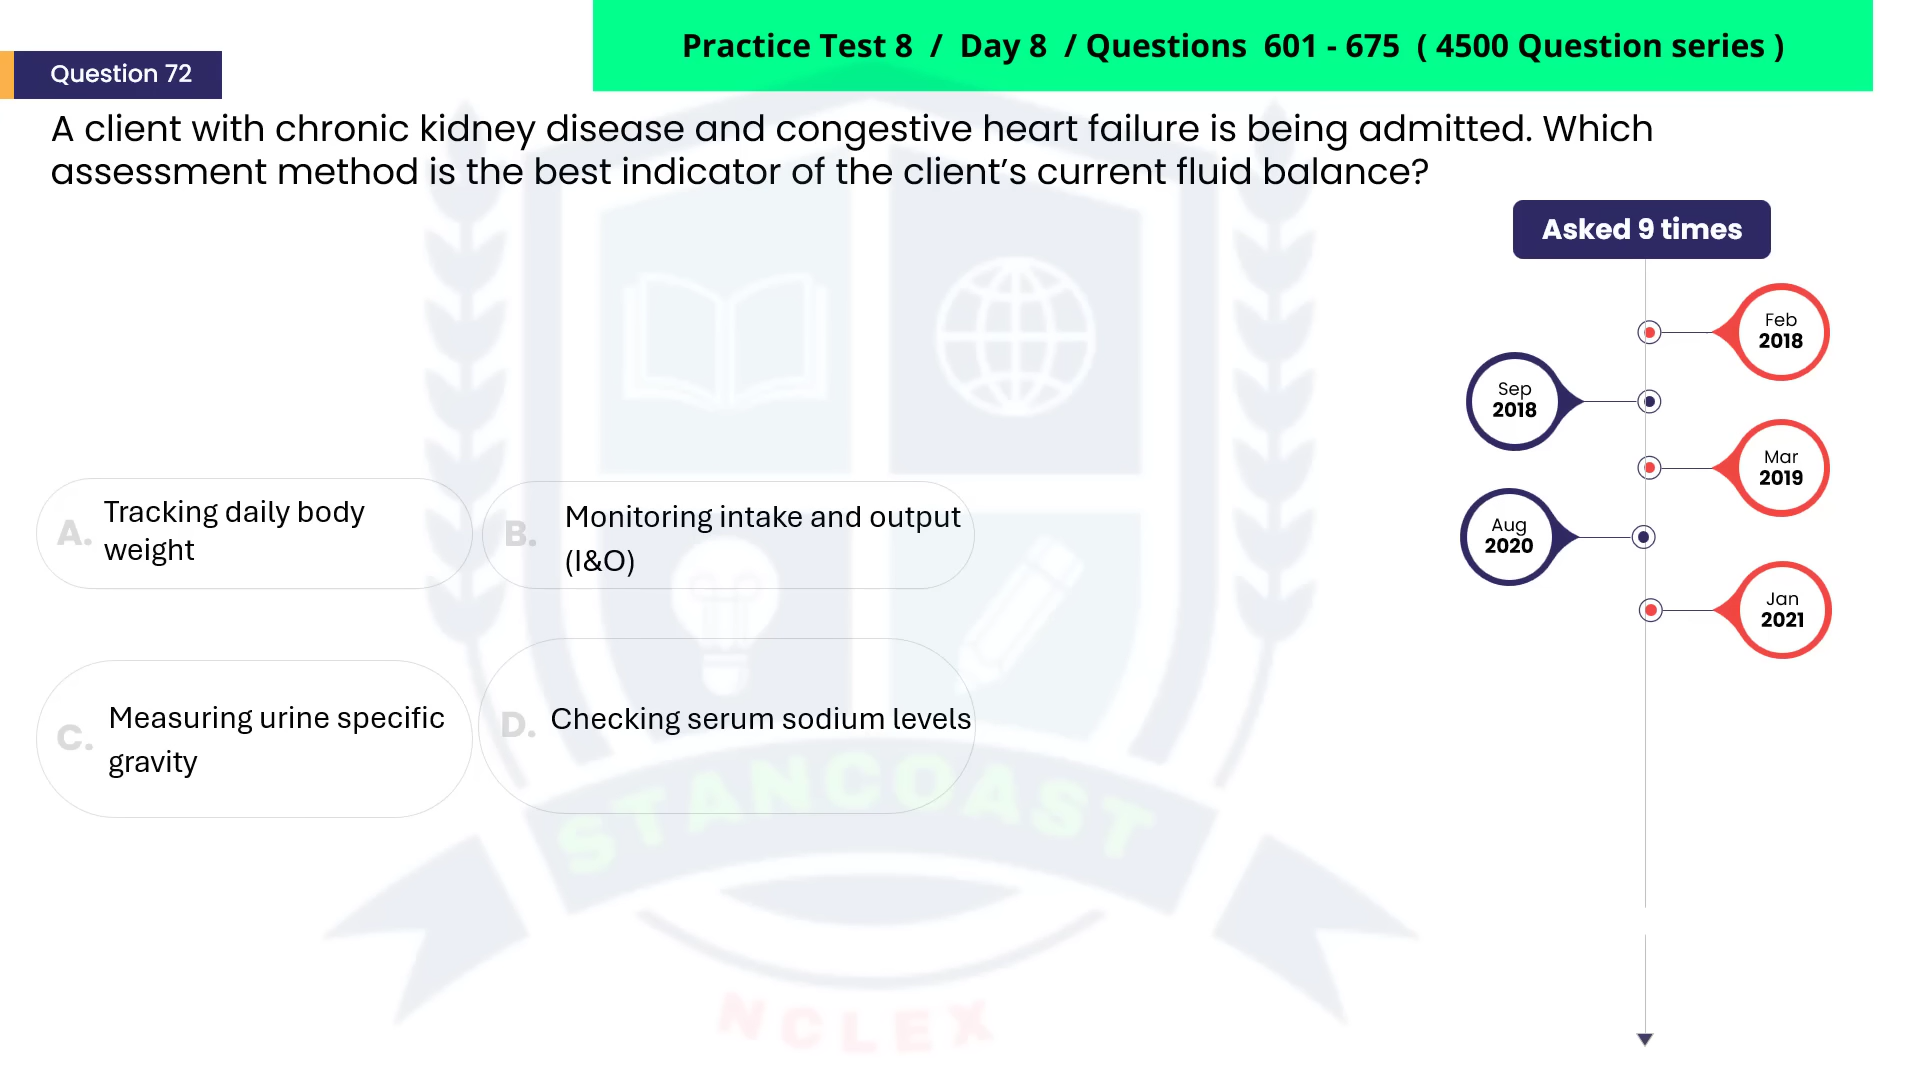 Practice Test 8 / Day 8 / Questions 601 - 675 ( 4500 Question series )
Question 72
A client with chronic kidney disease and congestive heart failure is being admitted. Which
assessment method is the best indicator of the client’s current fluid balance?
Asked 9 times
Feb
2018
Sep
2018
Mar
2019
Aug
2020
Jan
2021
A. Tracking daily body
weight
B. Monitoring intake and output
(I&O)
C. Measuring urine specific
gravity
D. Checking serum sodium levels
STANCOAST
NCLEX